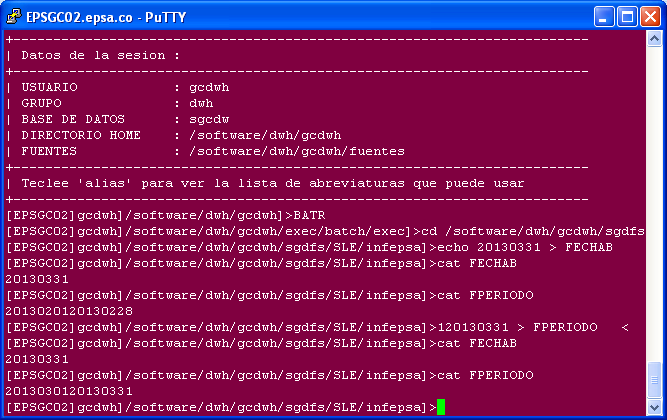 EPSGC02.epsa.co - PuTTY
+----------------------------------------------------------------------
| Datos de la sesion :
+----------------------------------------------------------------------
| USUARIO            : gcdwh
| GRUPO              : dwh
| BASE DE DATOS      : sgcdw
| DIRECTORIO HOME    : /software/dwh/gcdwh
| FUENTES            : /software/dwh/gcdwh/fuentes
+----------------------------------------------------------------------
| Teclee 'alias' para ver la lista de abreviaturas que puede usar
+----------------------------------------------------------------------
[EPSGC02]gcdwh]/software/dwh/gcdwh]>BATR
[EPSGC02]gcdwh]/software/dwh/gcdwh/exec/batch/exec]>cd /software/dwh/gcdwh/sgdfs
[EPSGC02]gcdwh]/software/dwh/gcdwh/sgdfs/SLE/infepsa]>echo 20130331 > FECHAB
[EPSGC02]gcdwh]/software/dwh/gcdwh/sgdfs/SLE/infepsa]>cat FECHAB
20130331
[EPSGC02]gcdwh]/software/dwh/gcdwh/sgdfs/SLE/infepsa]>cat FPERIODO
2013020120130228
[EPSGC02]gcdwh]/software/dwh/gcdwh/sgdfs/SLE/infepsa]>120130331 > FPERIODO   <
[EPSGC02]gcdwh]/software/dwh/gcdwh/sgdfs/SLE/infepsa]>cat FECHAB
20130331
[EPSGC02]gcdwh]/software/dwh/gcdwh/sgdfs/SLE/infepsa]>cat FPERIODO
2013030120130331
[EPSGC02]gcdwh]/software/dwh/gcdwh/sgdfs/SLE/infepsa]>